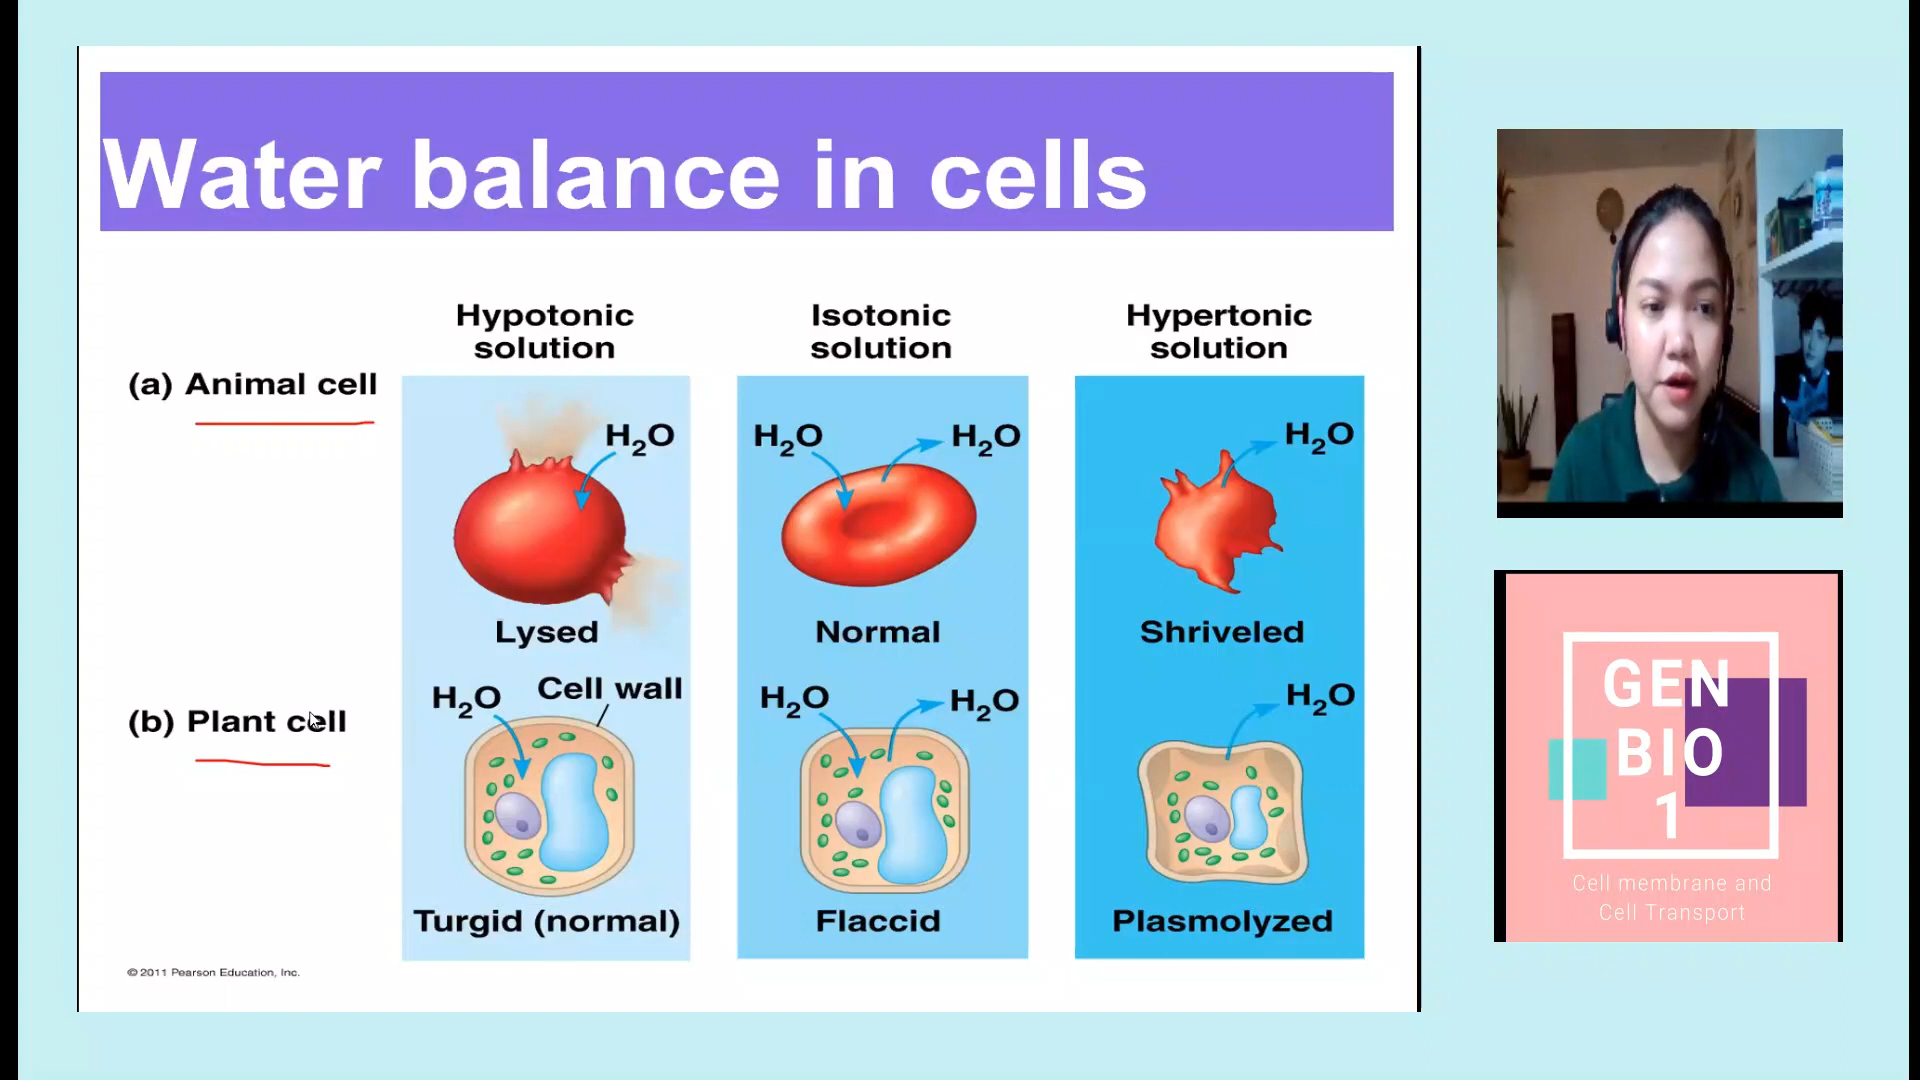 Water balance in cells
Hypotonic
solution
Isotonic
solution
Hypertonic
solution
(a) Animal cell
H₂O
H₂O
H₂O
H₂O
Lysed
Normal
Shriveled
(b) Plant cell
H₂O
Cell wall
H₂O
H₂O
H₂O
Turgid (normal)
Flaccid
Plasmolyzed
© 2011 Pearson Education, Inc.
GEN
BIO
1
Cell membrane and
Cell Transport